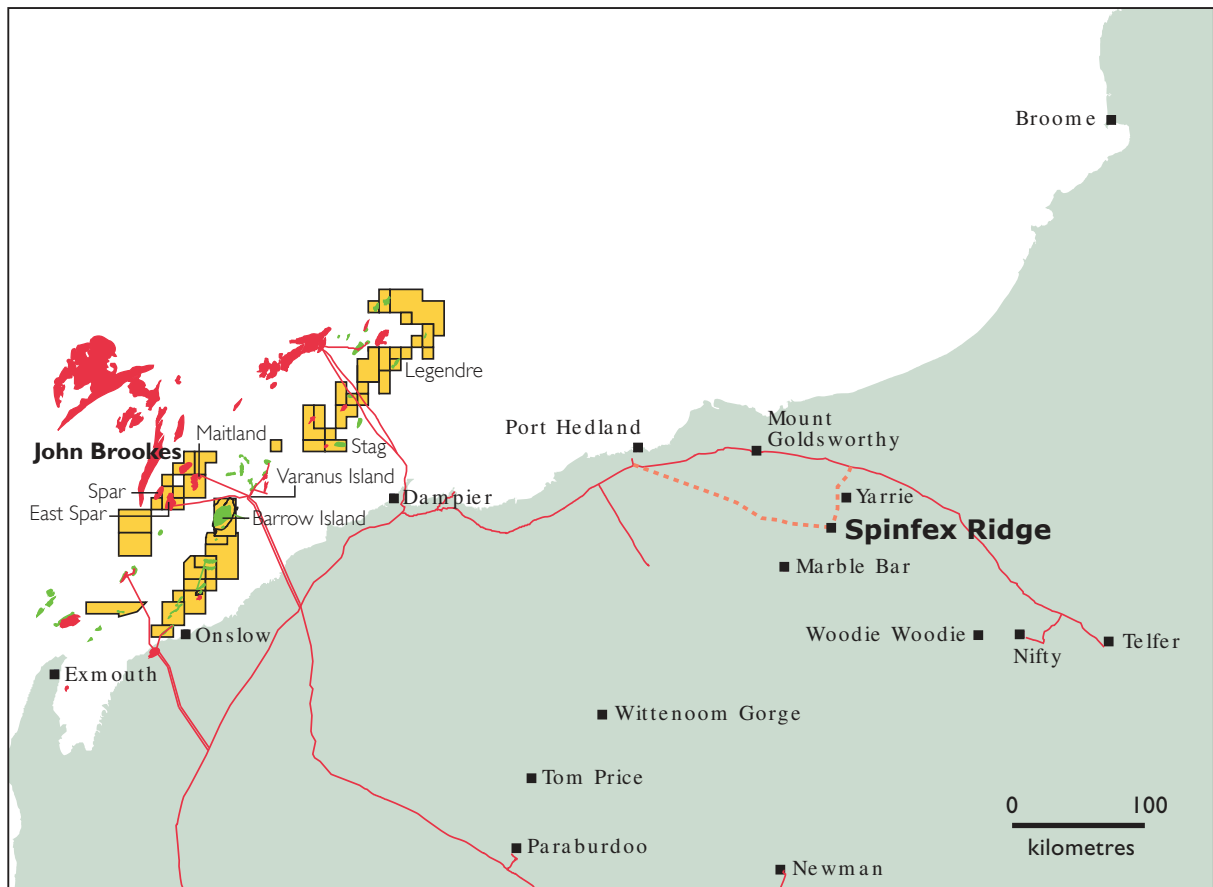 Broome
Legendre
Port Hedland
Mount
Goldsworthy
John Brookes
Maitland
Stag
Varanus Island
Spar
Dampier
Yarrie
East Spar
Barrow Island
Spinfex Ridge
Marble Bar
Onslow
Woodie Woodie
Nifty
Telfer
Exmouth
Wittenoom Gorge
Tom Price
0 100
kilometres
Paraburdoo
Newman